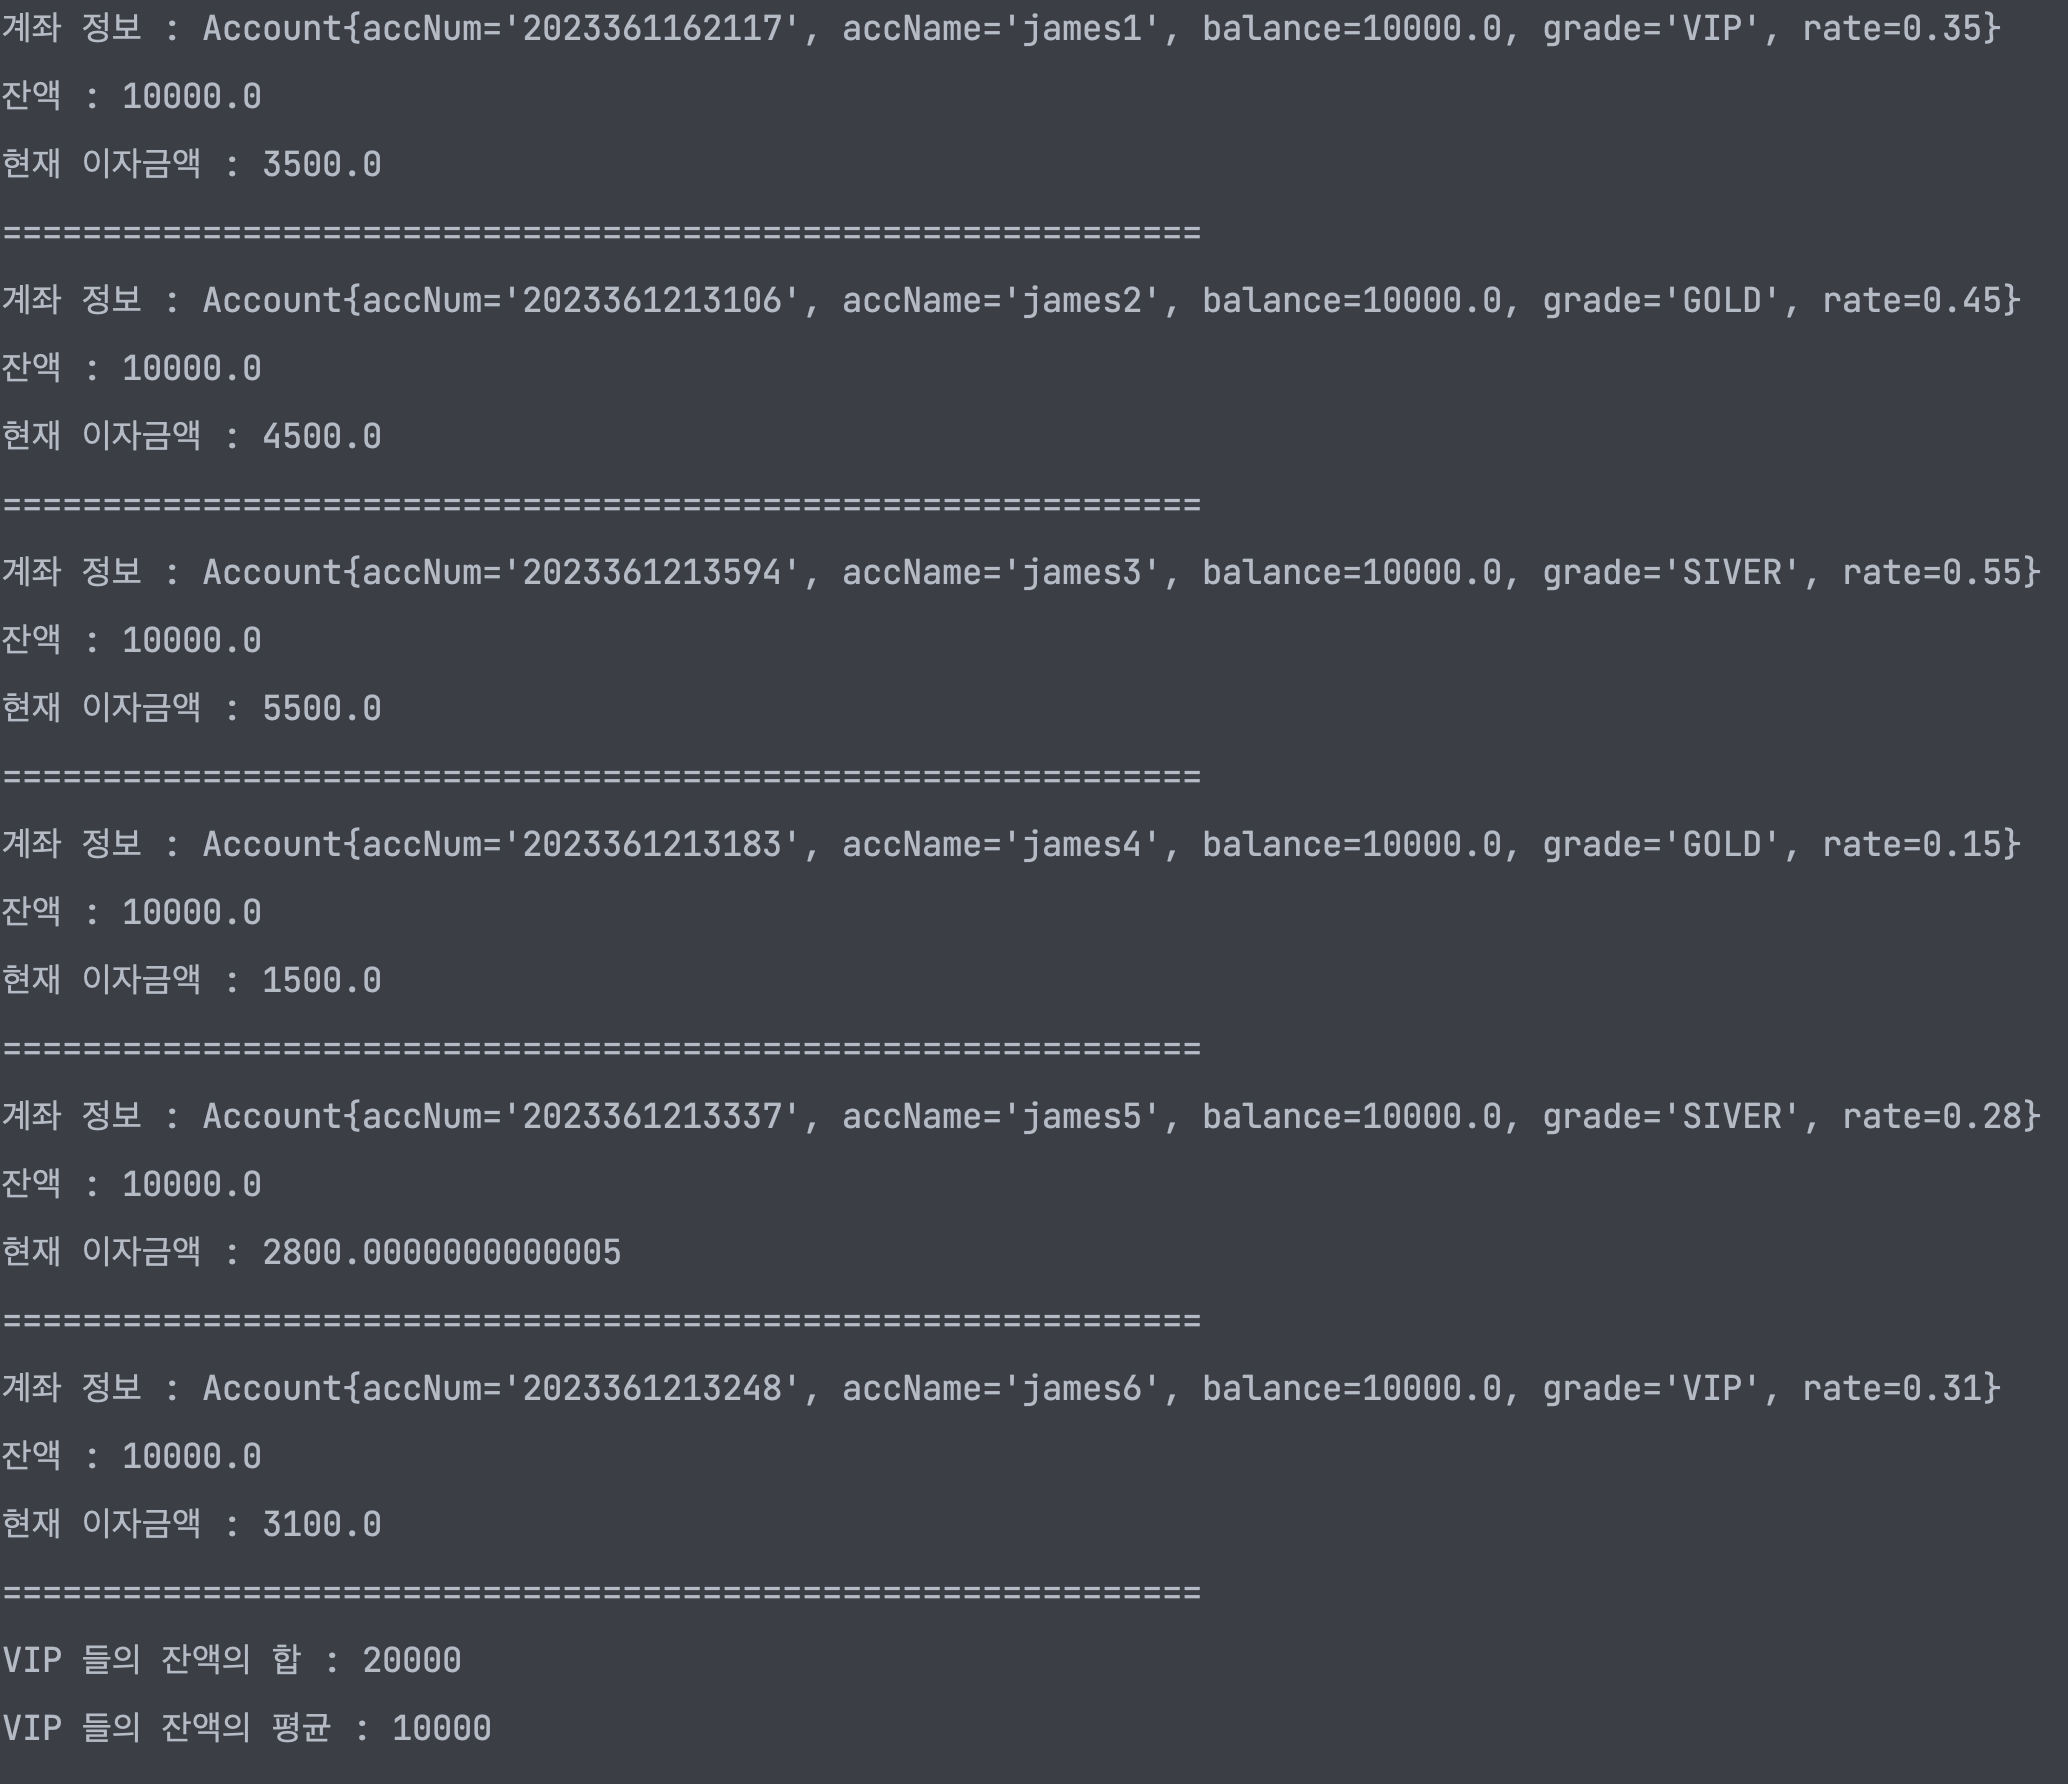 계좌 정보 : Account{accNum='2023361162117', accName='james1', balance=10000.0, grade='VIP', rate=0.35}
잔액 : 10000.0
현재 이자금액 : 3500.0
============================================================
계좌 정보 : Account{accNum='2023361213106', accName='james2', balance=10000.0, grade='GOLD', rate=0.45}
잔액 : 10000.0
현재 이자금액 : 4500.0
============================================================
계좌 정보 : Account{accNum='2023361213594', accName='james3', balance=10000.0, grade='SIVER', rate=0.55}
잔액 : 10000.0
현재 이자금액 : 5500.0
============================================================
계좌 정보 : Account{accNum='2023361213183', accName='james4', balance=10000.0, grade='GOLD', rate=0.15}
잔액 : 10000.0
현재 이자금액 : 1500.0
============================================================
계좌 정보 : Account{accNum='2023361213337', accName='james5', balance=10000.0, grade='SIVER', rate=0.28}
잔액 : 10000.0
현재 이자금액 : 2800.0000000000005
============================================================
계좌 정보 : Account{accNum='2023361213248', accName='james6', balance=10000.0, grade='VIP', rate=0.31}
잔액 : 10000.0
현재 이자금액 : 3100.0
============================================================
VIP 들의 잔액의 합 : 20000
VIP 들의 잔액의 평균 : 10000